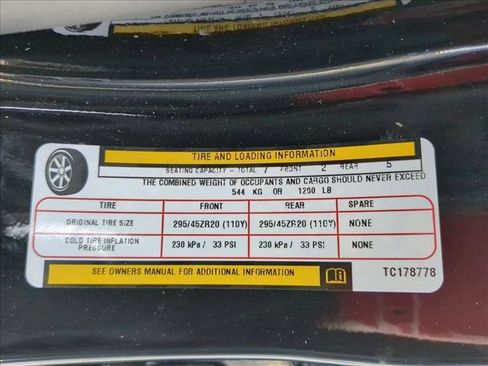 TIRE AND LOADING INFORMATION
SEATING CAPACITY - TOTAL 7 FRONT 2 REAR 5
THE COMBINED WEIGHT OF OCCUPANTS AND CARGO SHOULD NEVER EXCEED
544 KG OR 1200 LB
TIRE FRONT REAR SPARE
ORIGINAL TIRE SIZE 295/45ZR20 (110Y) 295/45ZR20 (110Y) NONE
COLD TIRE INFLATION PRESSURE 230 kPa / 33 PSI 230 kPa / 33 PSI NONE
SEE OWNERS MANUAL FOR ADDITIONAL INFORMATION TC178778